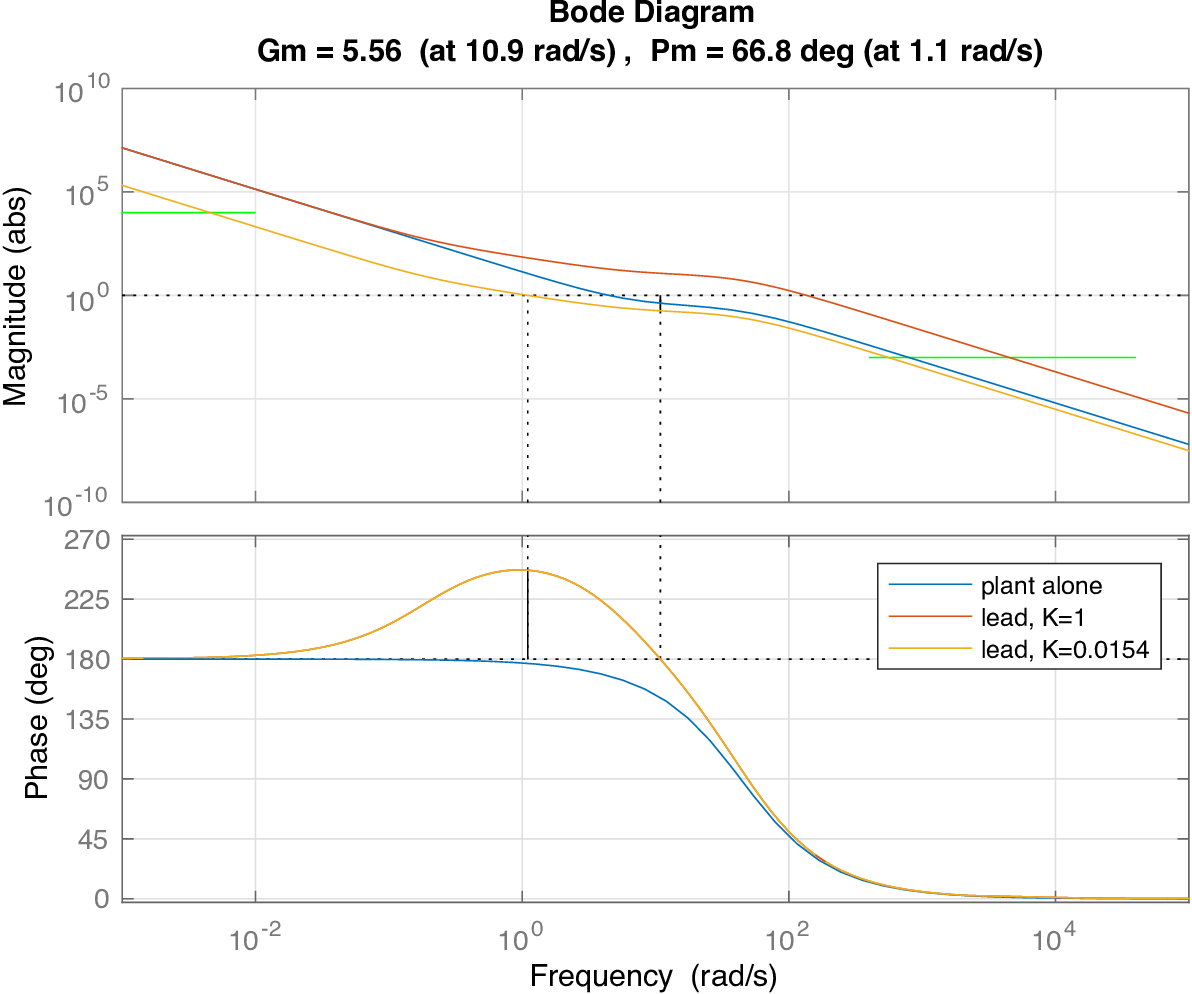 Bode Diagram
Gm = 5.56 (at 10.9 rad/s) , Pm = 66.8 deg (at 1.1 rad/s)
10^10
10^5
10^0
10^-5
10^-10
Magnitude (abs)
270
225
180
135
90
45
0
Phase (deg)
plant alone
lead, K=1
lead, K=0.0154
10^-2
10^0
10^2
10^4
Frequency (rad/s)